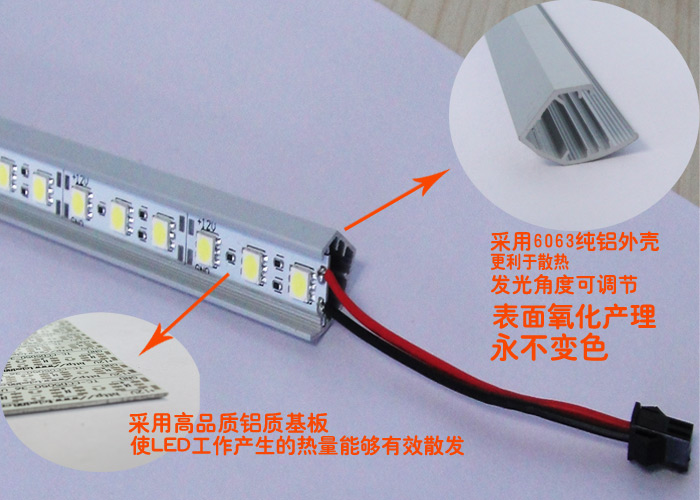 采用6063纯铝外壳
更利于散热
发光角度可调节
表面氧化产理
永不变色
+12V
+12V
GND
采用高品质铝质基板
使LED工作产生的热量能够有效散发